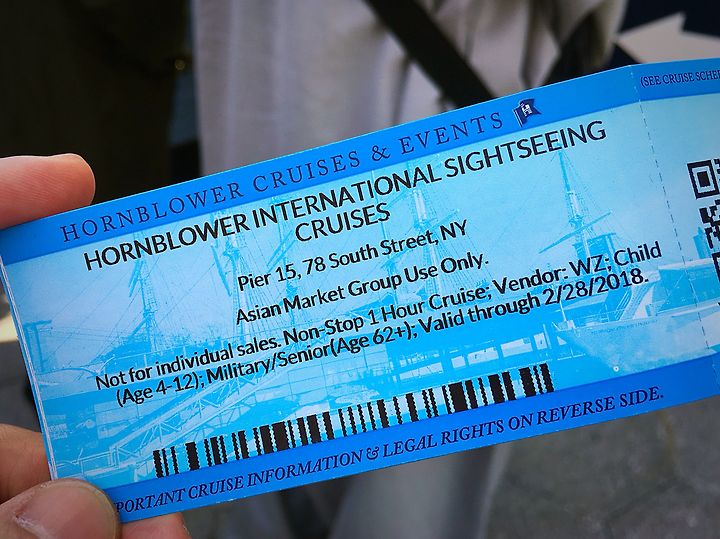 HORNBLOWER CRUISES & EVENTS
(SEE CRUISE
HORNBLOWER INTERNATIONAL SIGHTSEEING
CRUISES
Pier 15, 78 South Street, NY
Asian Market Group Use Only.
Not for individual sales. Non-Stop 1 Hour Cruise; Vendor: WZ; Child
(Age 4-12); Military/Senior(Age 62+); Valid through 2/28/2018.
PORTANT CRUISE INFORMATION & LEGAL RIGHTS ON REVERSE SIDE.